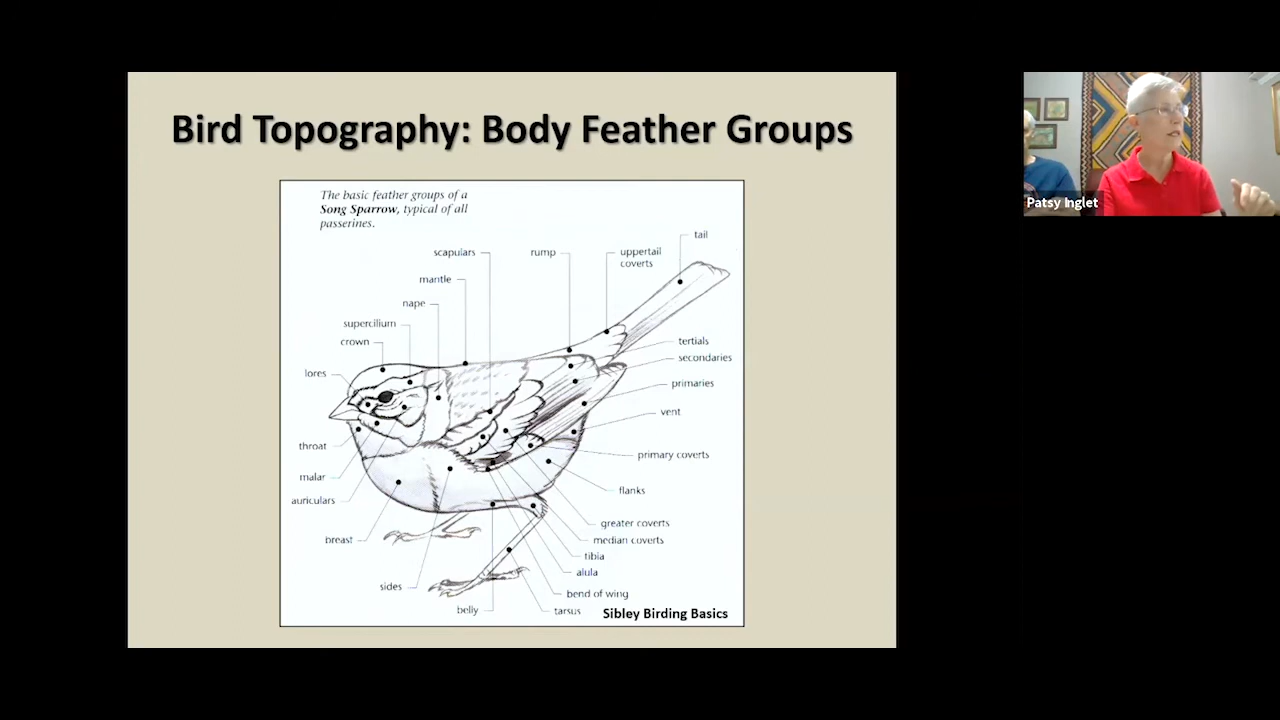 Bird Topography: Body Feather Groups
The basic feather groups of a
Song Sparrow, typical of all
passerines.
tail
scapulars
rump
uppertail
coverts
mantle
nape
supercilium
crown
lores
tertials
secondaries
primaries
vent
throat
primary coverts
malar
flanks
auriculars
greater coverts
breast
median coverts
tibia
alula
sides
bend of wing
belly
tarsus
Sibley Birding Basics
Patsy Inglet